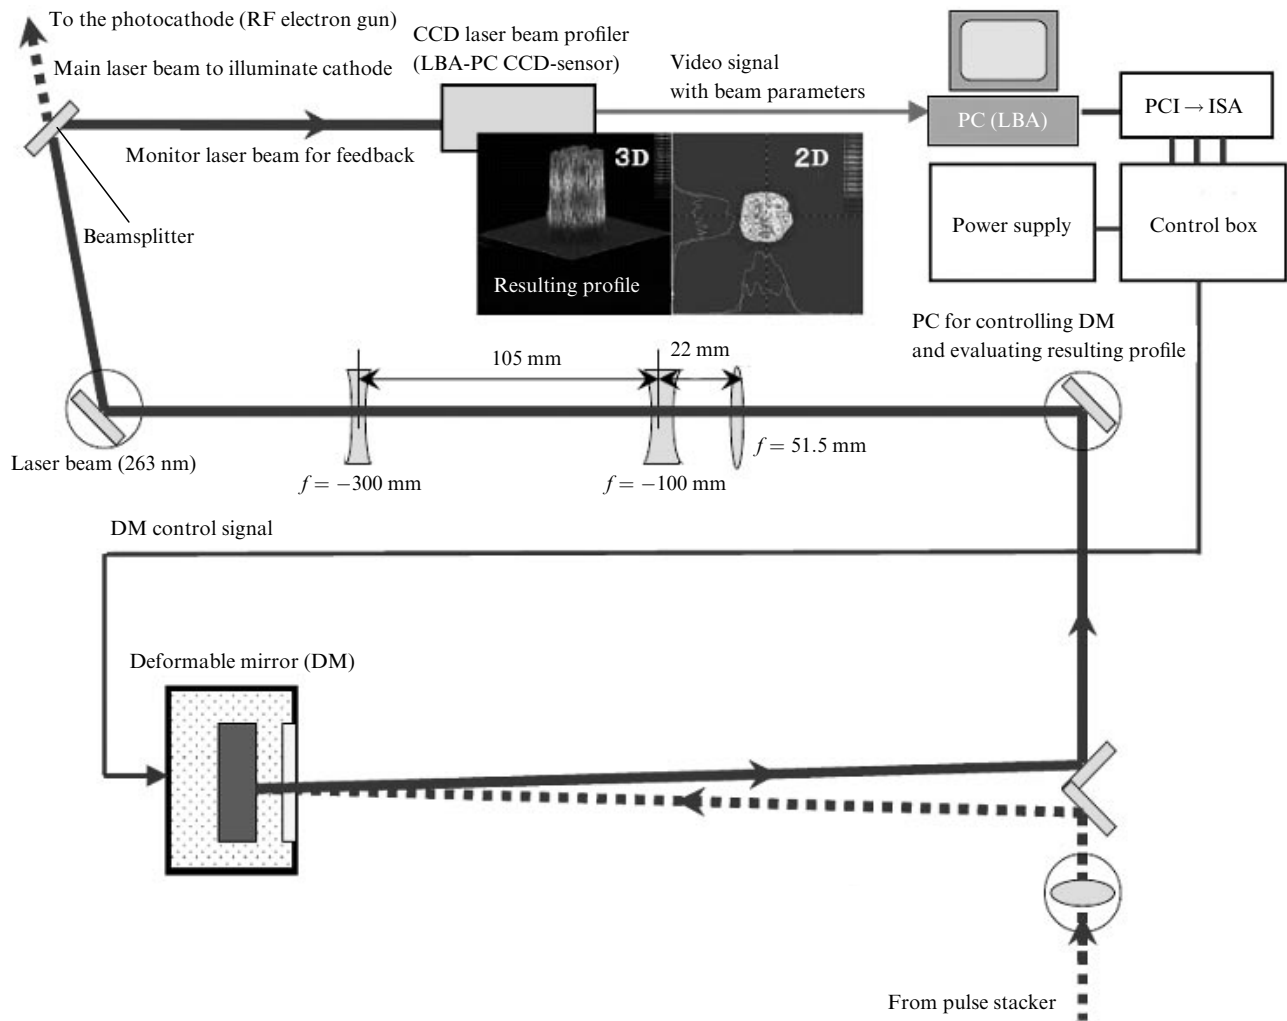 To the photocathode (RF electron gun)
Main laser beam to illuminate cathode
CCD laser beam profiler
(LBA-PC CCD-sensor)
Video signal
with beam parameters
PC (LBA)
PCI → ISA
Monitor laser beam for feedback
3D
2D
Beamsplitter
Resulting profile
Power supply
Control box
PC for controlling DM
and evaluating resulting profile
105 mm
22 mm
Laser beam (263 nm)
f = −300 mm
f = −100 mm
f = 51.5 mm
DM control signal
Deformable mirror (DM)
From pulse stacker